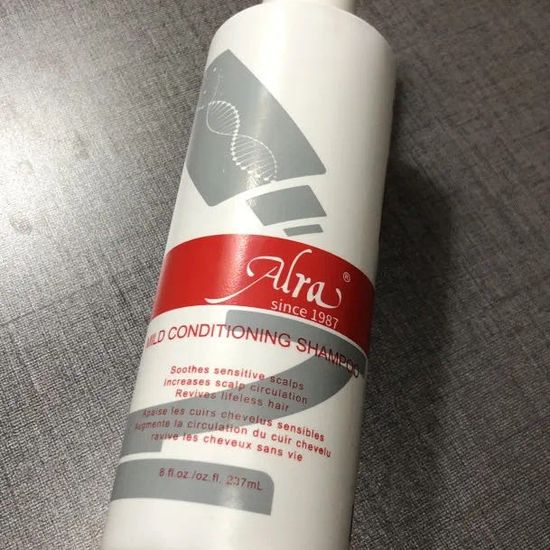 Alra®
since 1987
MILD CONDITIONING SHAMPOO
Soothes sensitive scalps
Increases scalp circulation
Revives lifeless hair
Apaise les cuirs chevelus sensibles
Augmente la circulation du cuir chevelu
ravive les cheveux sans vie
8 fl.oz./oz.fl. 237mL
2